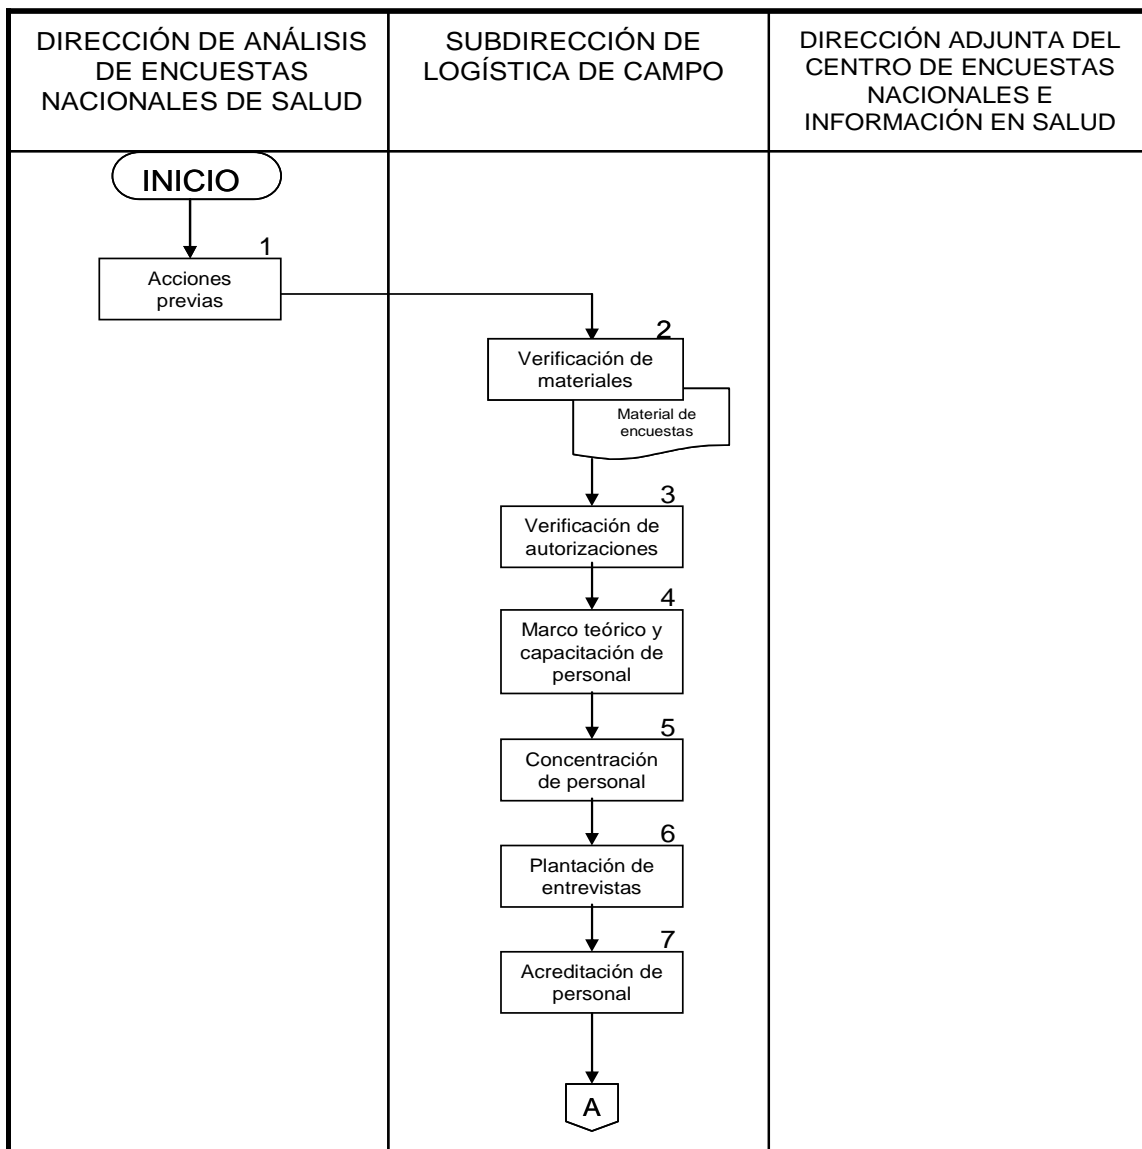 DIRECCIÓN DE ANÁLISIS
DE ENCUESTAS
NACIONALES DE SALUD
SUBDIRECCIÓN DE
LOGÍSTICA DE CAMPO
DIRECCIÓN ADJUNTA DEL
CENTRO DE ENCUESTAS
NACIONALES E
INFORMACIÓN EN SALUD
INICIO
1
Acciones
previas
2
Verificación de
materiales
Material de
encuestas
3
Verificación de
autorizaciones
4
Marco teórico y
capacitación de
personal
5
Concentración
de personal
6
Plantación de
entrevistas
7
Acreditación de
personal
A